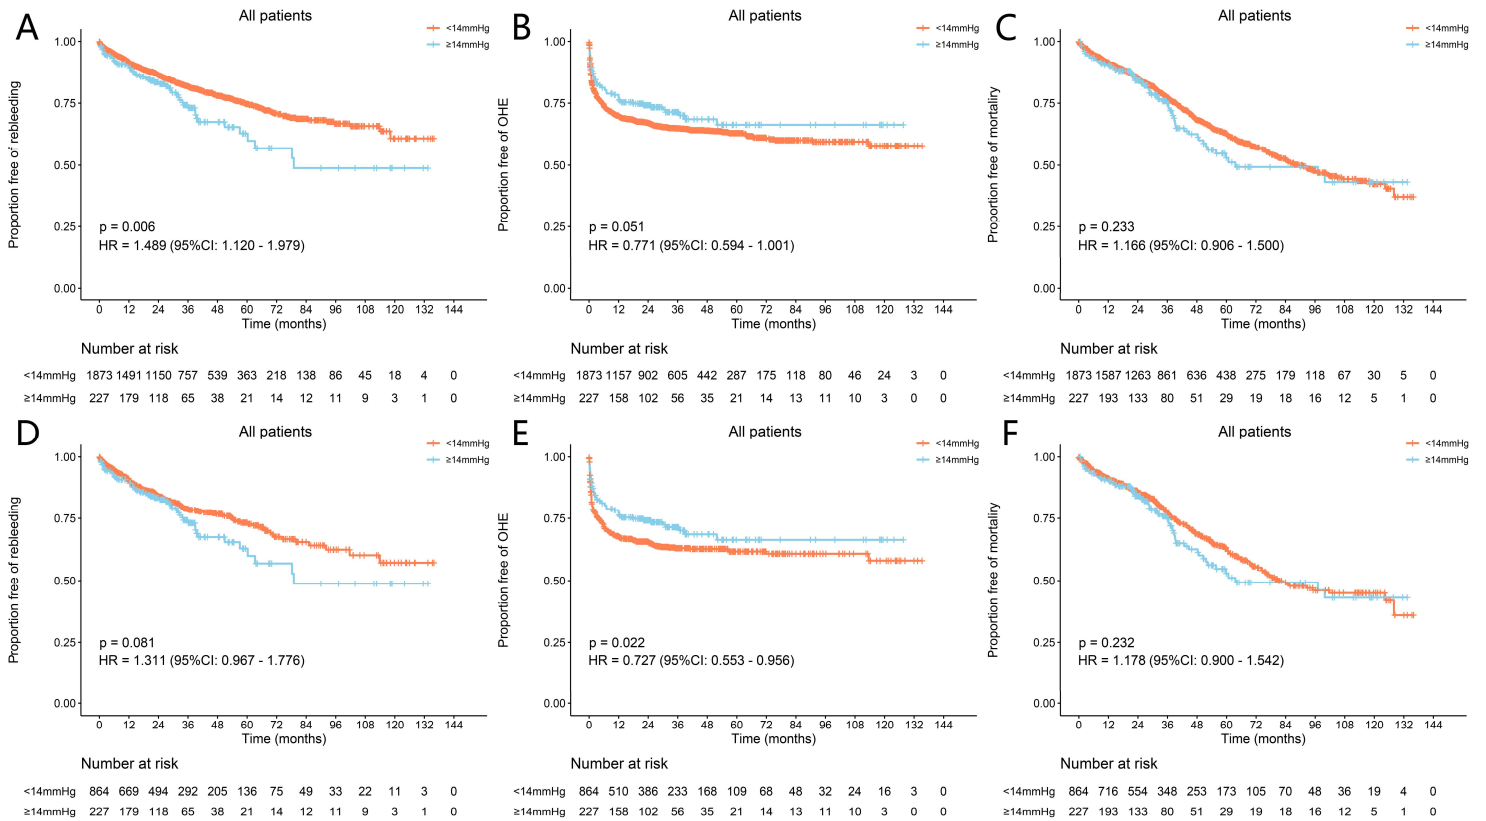 A
All patients
<14mmHg
≥14mmHg
Proportion free of rebleeding
1.00
0.75
0.50
0.25
0.00
p = 0.006
HR = 1.489 (95%CI: 1.120 - 1.979)
0 12 24 36 48 60 72 84 96 108 120 132 144
Time (months)
Number at risk
<14mmHg 1873 1491 1150 757 539 363 218 138 86 45 18 4 0
≥14mmHg 227 179 118 65 38 21 14 12 11 9 3 1 0
B
All patients
<14mmHg
≥14mmHg
Proportion free of OHE
1.00
0.75
0.50
0.25
0.00
p = 0.051
HR = 0.771 (95%CI: 0.594 - 1.001)
0 12 24 36 48 60 72 84 96 108 120 132 144
Time (months)
Number at risk
<14mmHg 1873 1157 902 605 442 287 175 118 80 46 24 3 0
≥14mmHg 227 158 102 56 35 21 14 13 11 10 3 0 0
C
All patients
<14mmHg
≥14mmHg
Proportion free of mortality
1.00
0.75
0.50
0.25
0.00
p = 0.233
HR = 1.166 (95%CI: 0.906 - 1.500)
0 12 24 36 48 60 72 84 96 108 120 132 144
Time (months)
Number at risk
<14mmHg 1873 1587 1263 861 636 438 275 179 118 67 30 5 0
≥14mmHg 227 193 133 80 51 29 19 18 16 12 5 1 0
D
All patients
<14mmHg
≥14mmHg
Proportion free of rebleeding
1.00
0.75
0.50
0.25
0.00
p = 0.081
HR = 1.311 (95%CI: 0.967 - 1.776)
0 12 24 36 48 60 72 84 96 108 120 132 144
Time (months)
Number at risk
<14mmHg 864 669 494 292 205 136 75 49 33 22 11 3 0
≥14mmHg 227 179 118 65 38 21 14 12 11 9 3 1 0
E
All patients
<14mmHg
≥14mmHg
Proportion free of OHE
1.00
0.75
0.50
0.25
0.00
p = 0.022
HR = 0.727 (95%CI: 0.553 - 0.956)
0 12 24 36 48 60 72 84 96 108 120 132 144
Time (months)
Number at risk
<14mmHg 864 510 386 233 168 109 68 48 32 24 16 3 0
≥14mmHg 227 158 102 56 35 21 14 13 11 10 3 0 0
F
All patients
<14mmHg
≥14mmHg
Proportion free of mortaliry
1.00
0.75
0.50
0.25
0.00
p = 0.232
HR = 1.178 (95%CI: 0.900 - 1.542)
0 12 24 36 48 60 72 84 96 108 120 132 144
Time (months)
Number at risk
<14mmHg 864 716 554 348 253 173 105 70 48 36 19 4 0
≥14mmHg 227 193 133 80 51 29 19 18 16 12 5 1 0